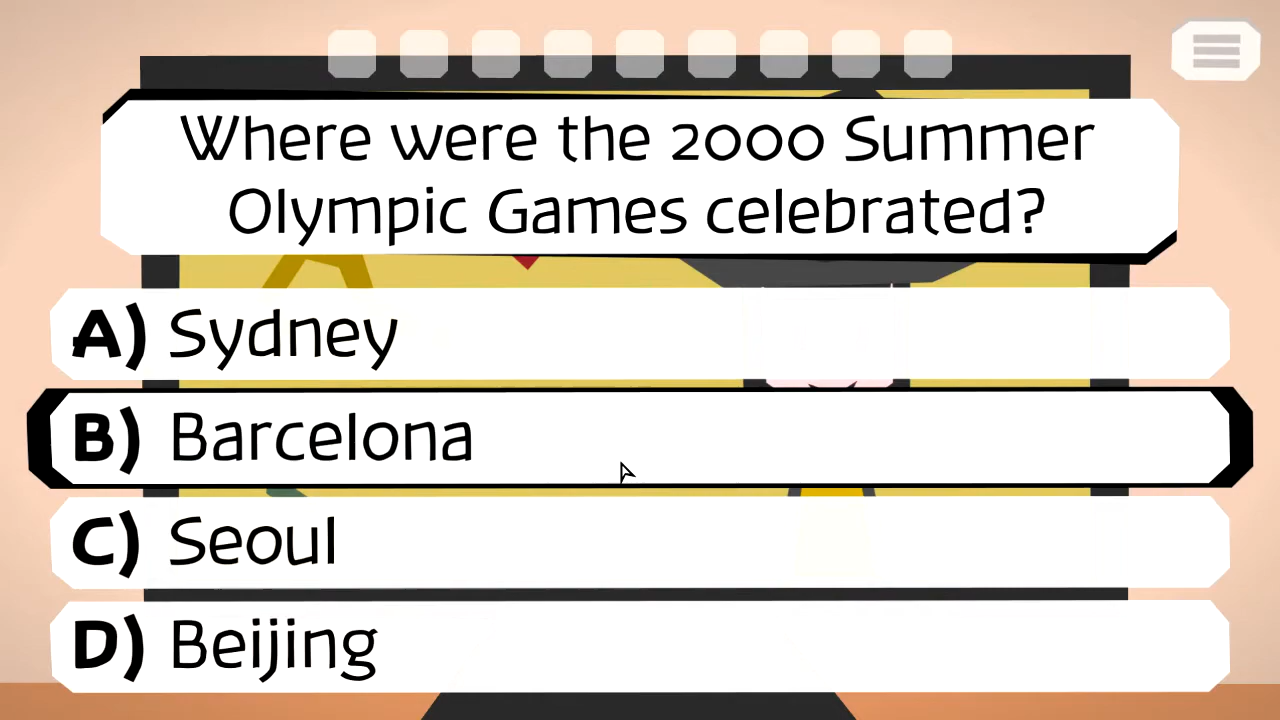 Where were the 2000 Summer
Olympic Games celebrated?
A) Sydney
B) Barcelona
C) Seoul
D) Beijing